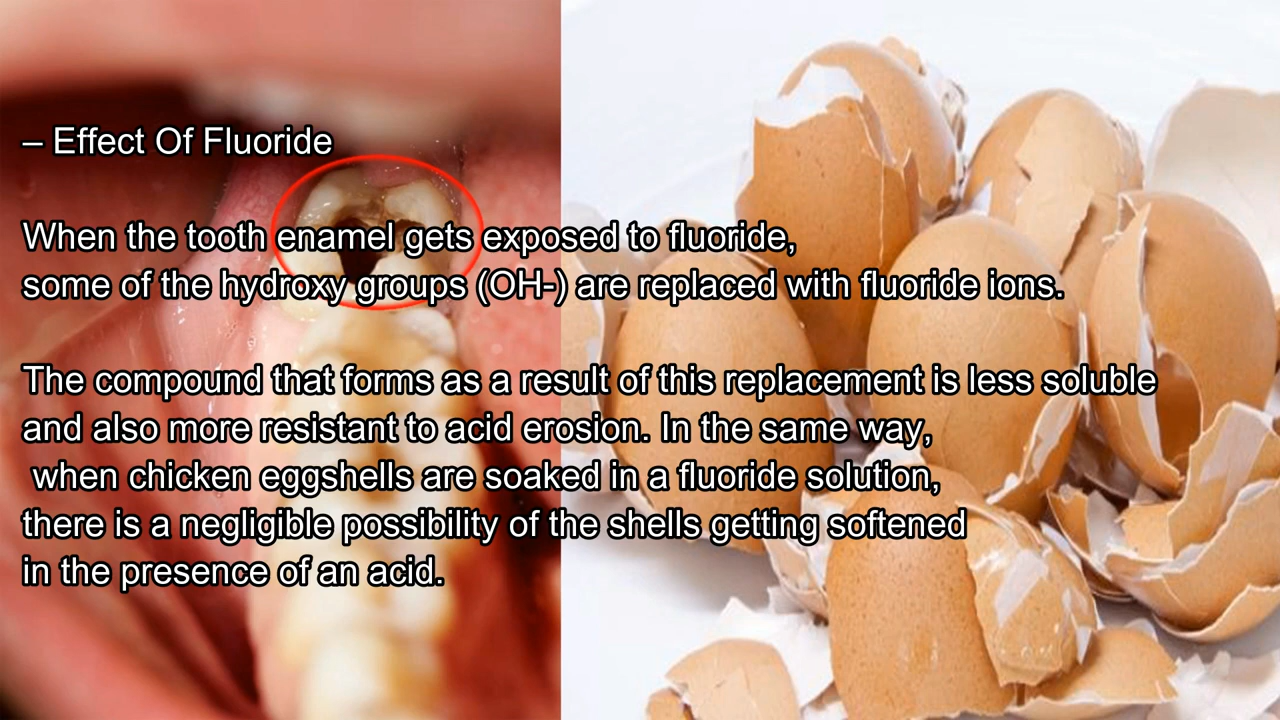 – Effect Of Fluoride
When the tooth enamel gets exposed to fluoride,
some of the hydroxy groups (OH-) are replaced with fluoride ions.
The compound that forms as a result of this replacement is less soluble
and also more resistant to acid erosion. In the same way,
when chicken eggshells are soaked in a fluoride solution,
there is a negligible possibility of the shells getting softened
in the presence of an acid.